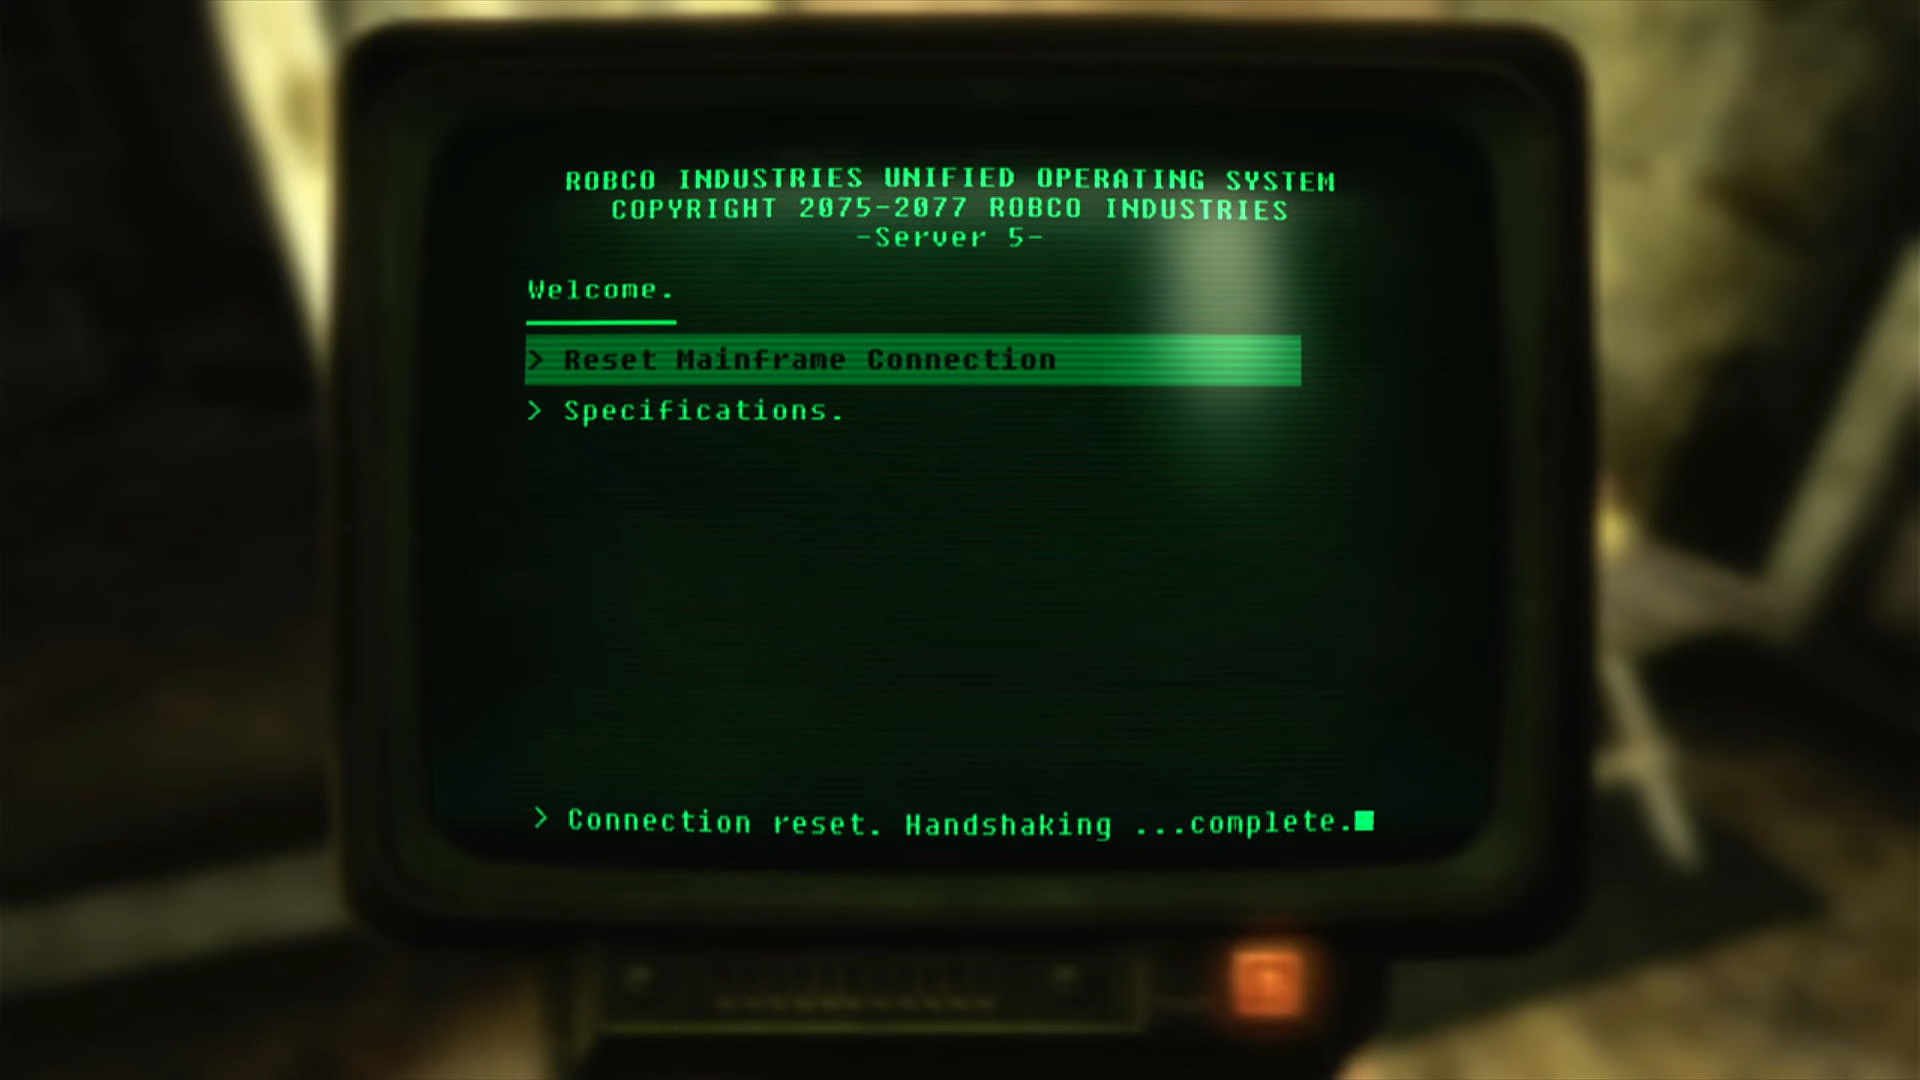 ROBCO INDUSTRIES UNIFIED OPERATING SYSTEM
COPYRIGHT 2075-2077 ROBCO INDUSTRIES
-Server 5-
Welcome.
> Reset Mainframe Connection
> Specifications.
> Connection reset. Handshaking ...complete.